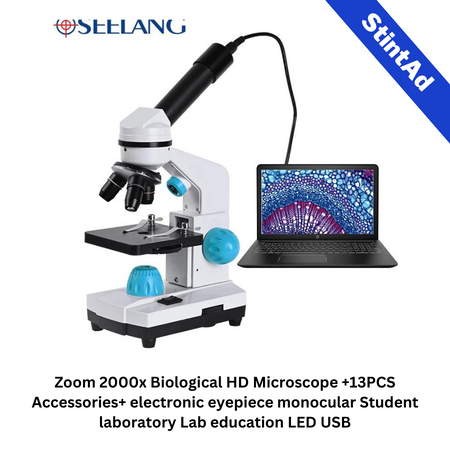 SEELANG
StintAd
Zoom 2000x Biological HD Microscope +13PCS
Accessories+ electronic eyepiece monocular Student
laboratory Lab education LED USB